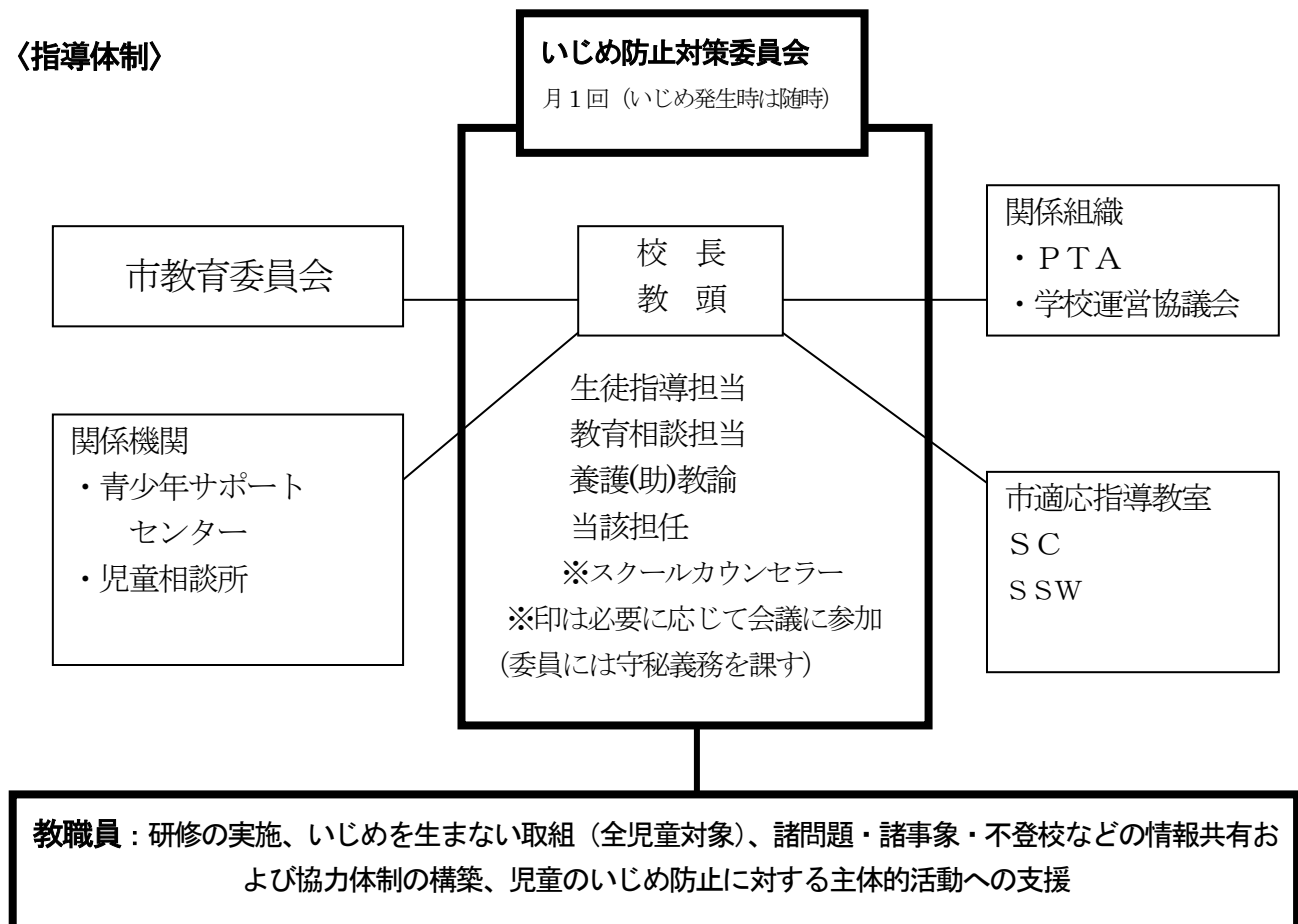 〈指導体制〉
いじめ防止対策委員会
月１回（いじめ発生時は随時）
市教育委員会
校　長
教　頭
関係組織
・ＰＴＡ
・学校運営協議会
関係機関
・青少年サポート
センター
・児童相談所
生徒指導担当
教育相談担当
養護(助)教諭
当該担任
※スクールカウンセラー
※印は必要に応じて会議に参加
（委員には守秘義務を課す）
市適応指導教室
ＳＣ
ＳＳＷ
教職員：研修の実施、いじめを生まない取組（全児童対象）、諸問題・諸事象・不登校などの情報共有お
よび協力体制の構築、児童のいじめ防止に対する主体的活動への支援